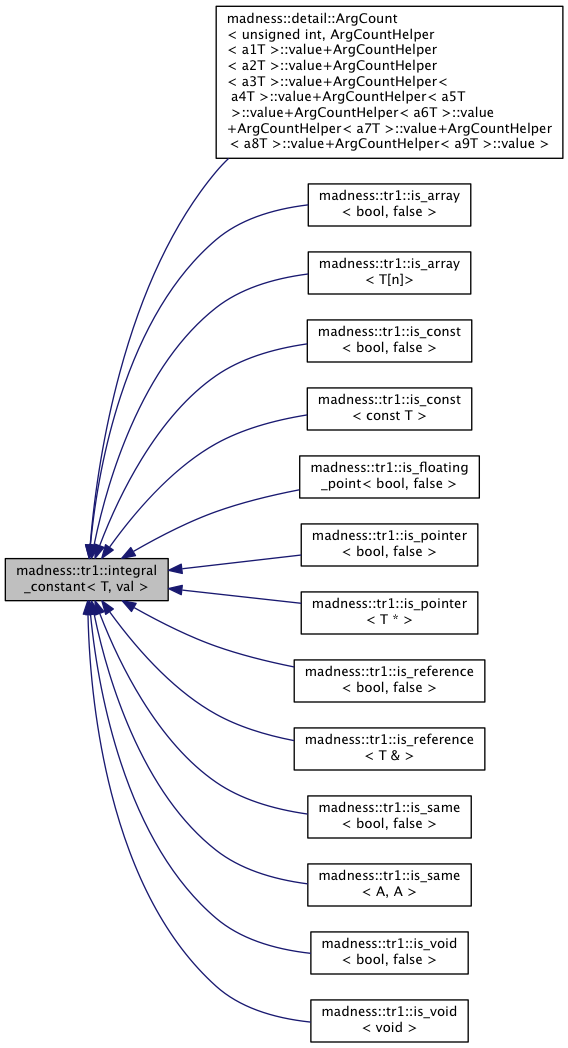 madness::detail::ArgCount
< unsigned int, ArgCountHelper
< a1T >::value+ArgCountHelper
< a2T >::value+ArgCountHelper
< a3T >::value+ArgCountHelper<
a4T >::value+ArgCountHelper< a5T
>::value+ArgCountHelper< a6T >::value
+ArgCountHelper< a7T >::value+ArgCountHelper
< a8T >::value+ArgCountHelper< a9T >::value >
madness::tr1::is_array
< bool, false >
madness::tr1::is_array
< T[n]>
madness::tr1::is_const
< bool, false >
madness::tr1::is_const
< const T >
madness::tr1::is_floating
_point< bool, false >
madness::tr1::is_pointer
< bool, false >
madness::tr1::integral
_constant< T, val >
madness::tr1::is_pointer
< T * >
madness::tr1::is_reference
< bool, false >
madness::tr1::is_reference
< T & >
madness::tr1::is_same
< bool, false >
madness::tr1::is_same
< A, A >
madness::tr1::is_void
< bool, false >
madness::tr1::is_void
< void >